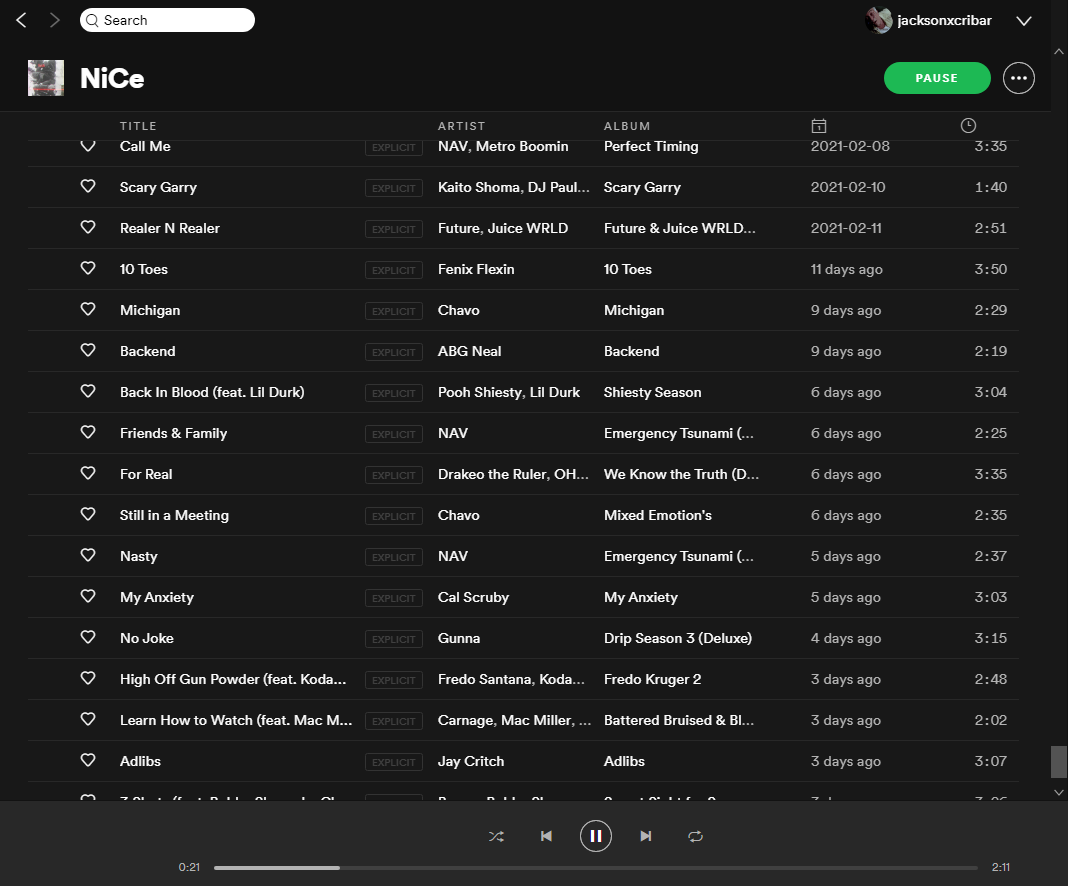 Search
jacksonxcribar
NiCe
PAUSE
TITLE ARTIST ALBUM
Call Me EXPLICIT NAV, Metro Boomin Perfect Timing 2021-02-08 3:35
Scary Garry EXPLICIT Kaito Shoma, DJ Paul... Scary Garry 2021-02-10 1:40
Realer N Realer EXPLICIT Future, Juice WRLD Future & Juice WRLD... 2021-02-11 2:51
10 Toes EXPLICIT Fenix Flexin 10 Toes 11 days ago 3:50
Michigan EXPLICIT Chavo Michigan 9 days ago 2:29
Backend EXPLICIT ABG Neal Backend 9 days ago 2:19
Back In Blood (feat. Lil Durk) EXPLICIT Pooh Shiesty, Lil Durk Shiesty Season 6 days ago 3:04
Friends & Family EXPLICIT NAV Emergency Tsunami (... 6 days ago 2:25
For Real EXPLICIT Drakeo the Ruler, OH... We Know the Truth (D... 6 days ago 3:35
Still in a Meeting EXPLICIT Chavo Mixed Emotion's 6 days ago 2:35
Nasty EXPLICIT NAV Emergency Tsunami (... 5 days ago 2:37
My Anxiety EXPLICIT Cal Scruby My Anxiety 5 days ago 3:03
No Joke EXPLICIT Gunna Drip Season 3 (Deluxe) 4 days ago 3:15
High Off Gun Powder (feat. Koda... EXPLICIT Fredo Santana, Koda... Fredo Kruger 2 3 days ago 2:48
Learn How to Watch (feat. Mac M... EXPLICIT Carnage, Mac Miller, ... Battered Bruised & Bl... 3 days ago 2:02
Adlibs EXPLICIT Jay Critch Adlibs 3 days ago 3:07
0:21 2:11